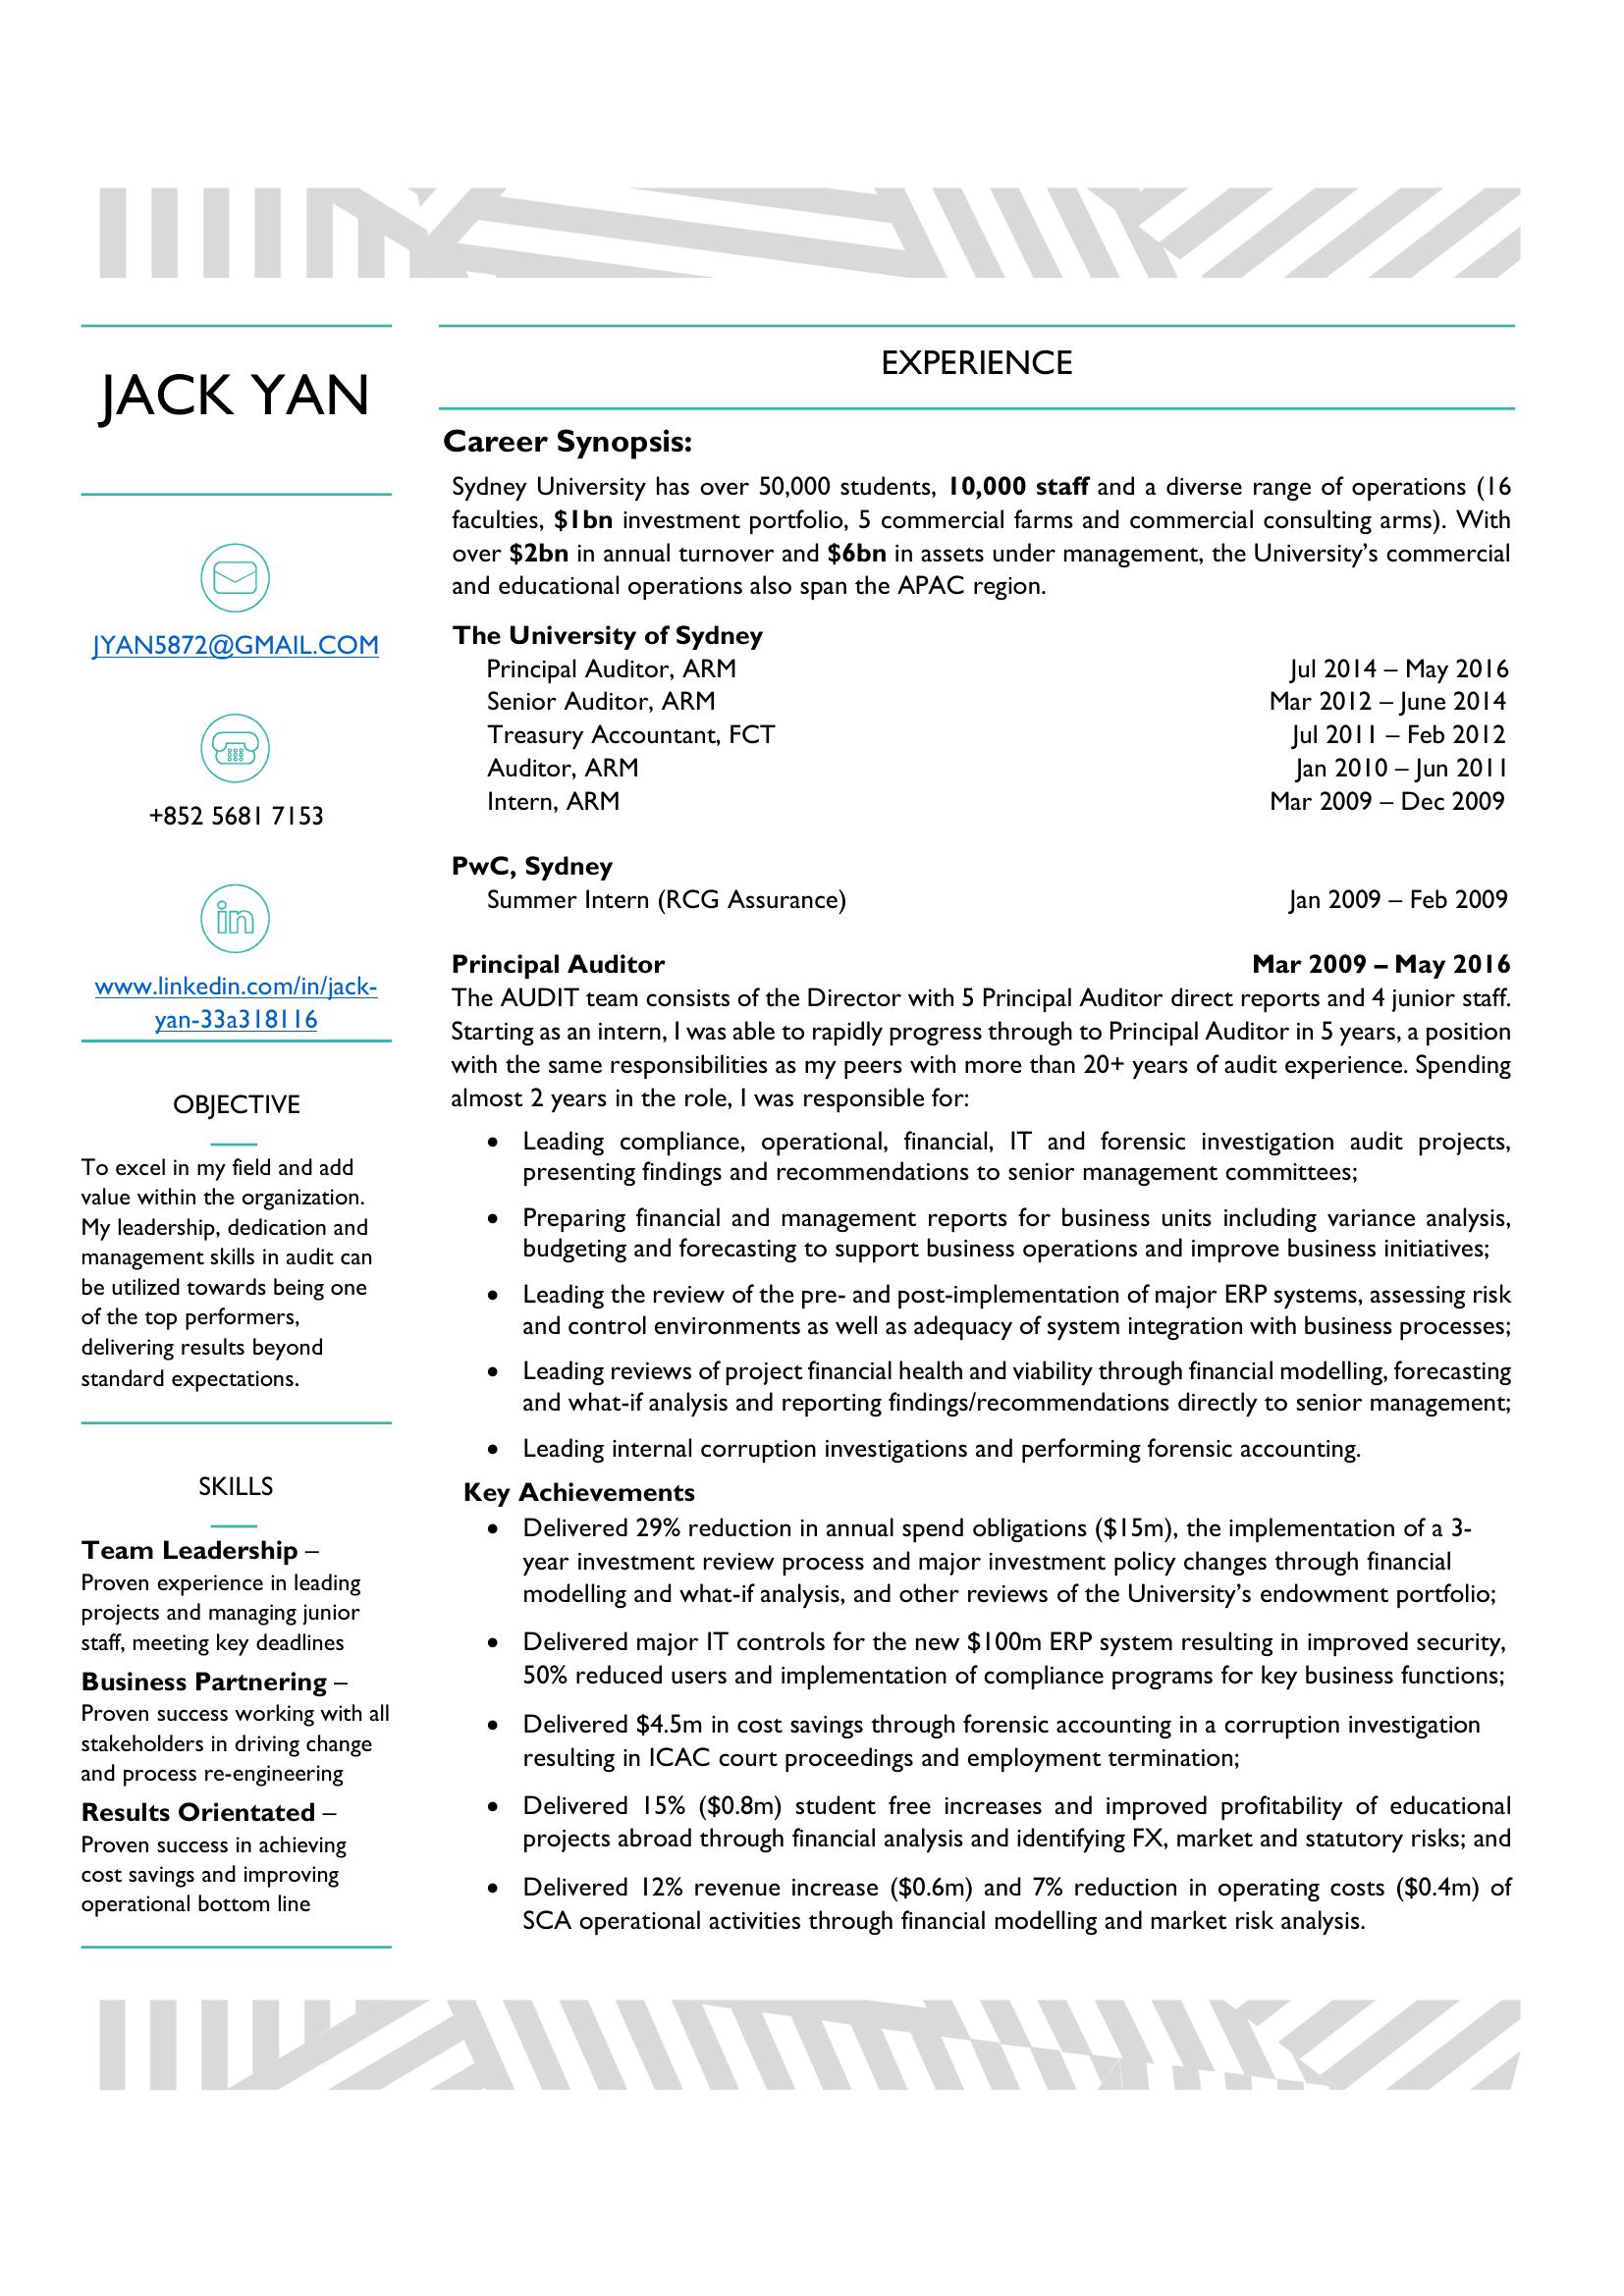 JACK YAN
JYAN5872@GMAIL.COM
+852 5681 7153
in
www.linkedin.com/in/jack-
yan-33a318116
OBJECTIVE
To excel in my field and add
value within the organization.
My leadership, dedication and
management skills in audit can
be utilized towards being one
of the top performers,
delivering results beyond
standard expectations.
SKILLS
Team Leadership –
Proven experience in leading
projects and managing junior
staff, meeting key deadlines
Business Partnering –
Proven success working with all
stakeholders in driving change
and process re-engineering
Results Orientated –
Proven success in achieving
cost savings and improving
operational bottom line
EXPERIENCE
Career Synopsis:
Sydney University has over 50,000 students, 10,000 staff and a diverse range of operations (16
faculties, $1bn investment portfolio, 5 commercial farms and commercial consulting arms). With
over $2bn in annual turnover and $6bn in assets under management, the University’s commercial
and educational operations also span the APAC region.
The University of Sydney
Principal Auditor, ARM Jul 2014 – May 2016
Senior Auditor, ARM Mar 2012 – June 2014
Treasury Accountant, FCT Jul 2011 – Feb 2012
Auditor, ARM Jan 2010 – Jun 2011
Intern, ARM Mar 2009 – Dec 2009
PwC, Sydney
Summer Intern (RCG Assurance) Jan 2009 – Feb 2009
Principal Auditor Mar 2009 – May 2016
The AUDIT team consists of the Director with 5 Principal Auditor direct reports and 4 junior staff.
Starting as an intern, I was able to rapidly progress through to Principal Auditor in 5 years, a position
with the same responsibilities as my peers with more than 20+ years of audit experience. Spending
almost 2 years in the role, I was responsible for:
• Leading compliance, operational, financial, IT and forensic investigation audit projects,
presenting findings and recommendations to senior management committees;
• Preparing financial and management reports for business units including variance analysis,
budgeting and forecasting to support business operations and improve business initiatives;
• Leading the review of the pre- and post-implementation of major ERP systems, assessing risk
and control environments as well as adequacy of system integration with business processes;
• Leading reviews of project financial health and viability through financial modelling, forecasting
and what-if analysis and reporting findings/recommendations directly to senior management;
• Leading internal corruption investigations and performing forensic accounting.
Key Achievements
• Delivered 29% reduction in annual spend obligations ($15m), the implementation of a 3-
year investment review process and major investment policy changes through financial
modelling and what-if analysis, and other reviews of the University’s endowment portfolio;
• Delivered major IT controls for the new $100m ERP system resulting in improved security,
50% reduced users and implementation of compliance programs for key business functions;
• Delivered $4.5m in cost savings through forensic accounting in a corruption investigation
resulting in ICAC court proceedings and employment termination;
• Delivered 15% ($0.8m) student free increases and improved profitability of educational
projects abroad through financial analysis and identifying FX, market and statutory risks; and
• Delivered 12% revenue increase ($0.6m) and 7% reduction in operating costs ($0.4m) of
SCA operational activities through financial modelling and market risk analysis.